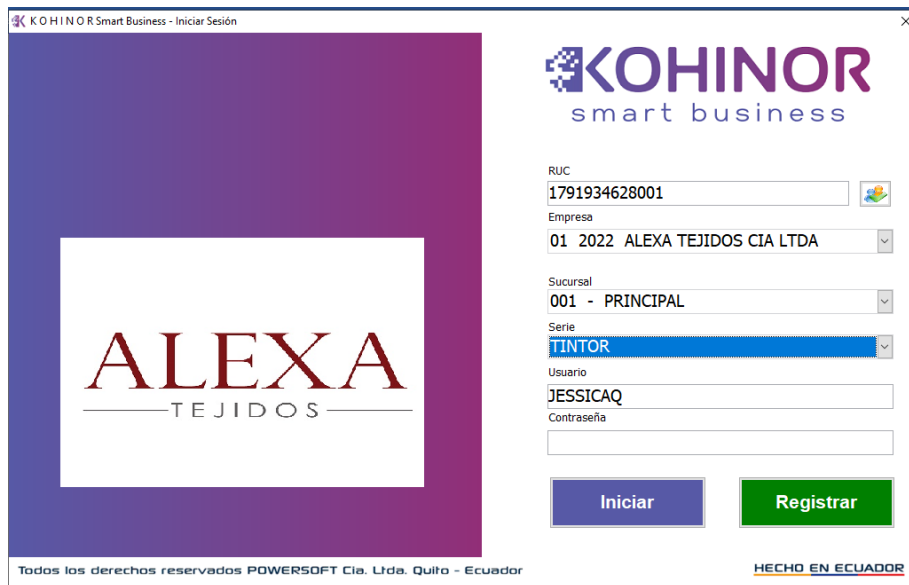 K O H I N O R Smart Business - Iniciar Sesión
KOHINOR
smart business
ALEXA
TEJIDOS
RUC
1791934628001
Empresa
01 2022 ALEXA TEJIDOS CIA LTDA
Sucursal
001 - PRINCIPAL
Serie
TINTOR
Usuario
JESSICAQ
Contraseña
Iniciar
Registrar
Todos los derechos reservados POWERSOFT Cia. Ltda. Quito - Ecuador
HECHO EN ECUADOR